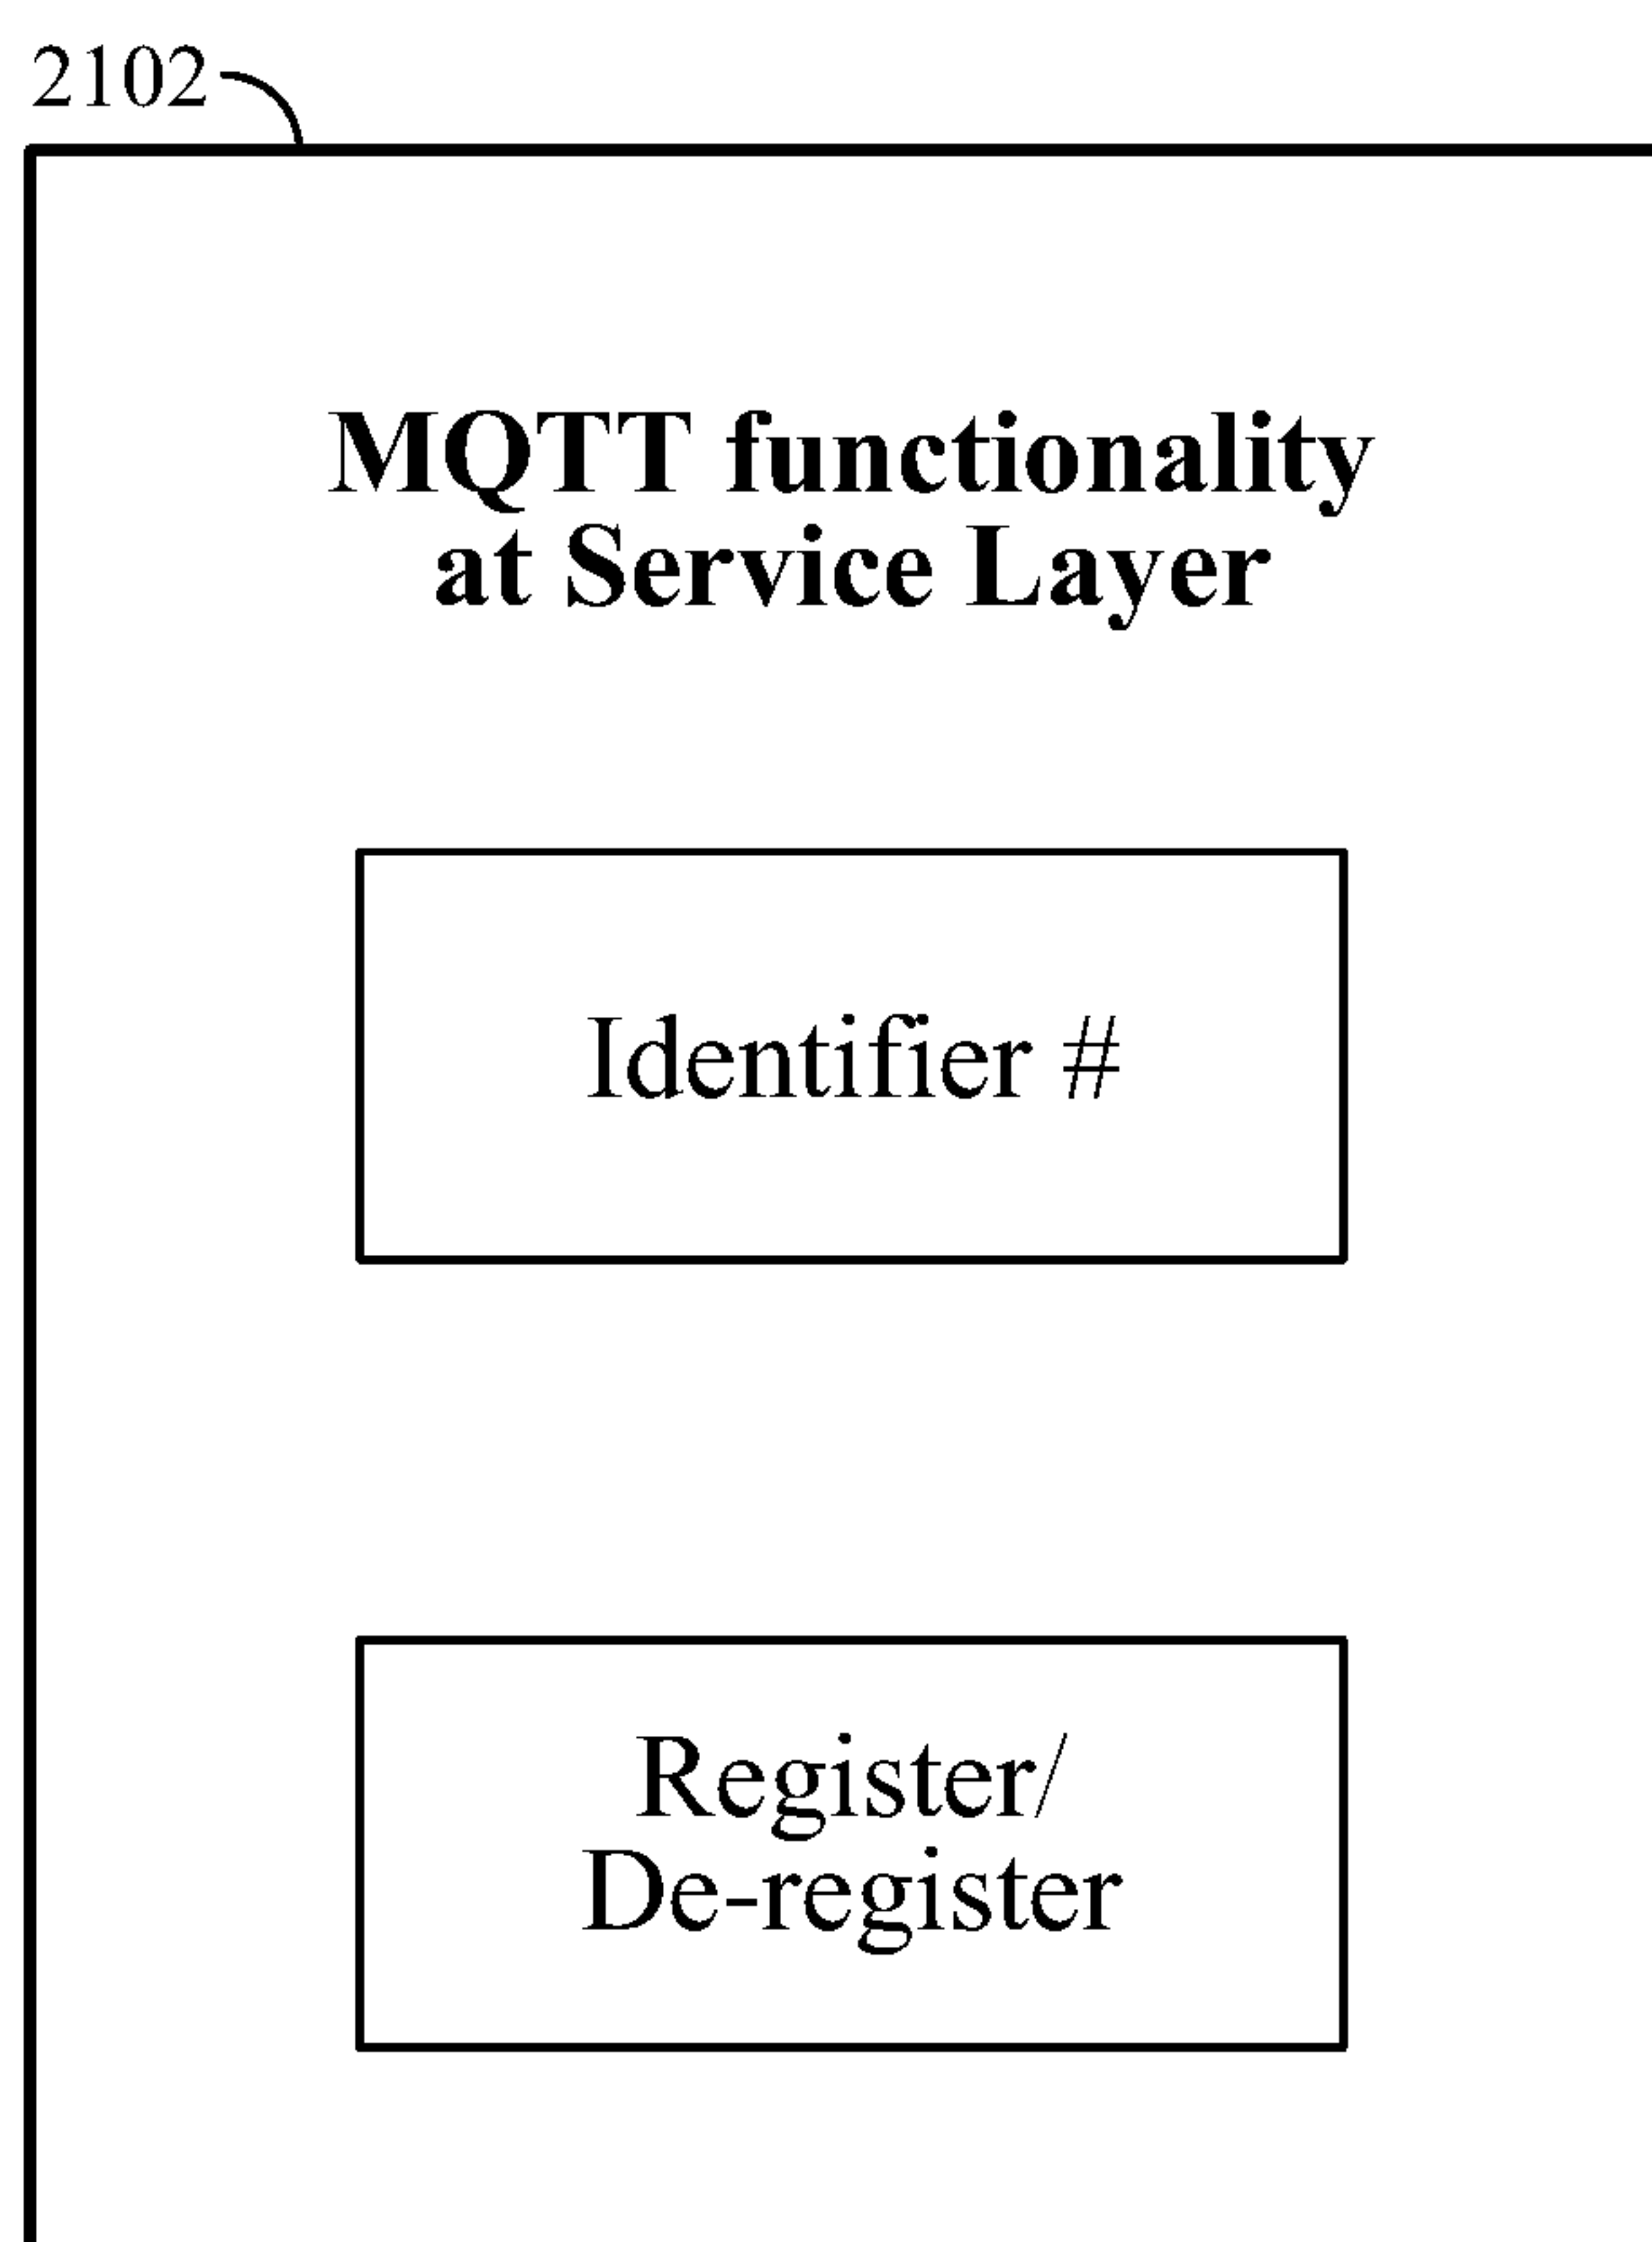 2102
MQTT functionality
at Service Layer
Identifier #
Register/
De-register